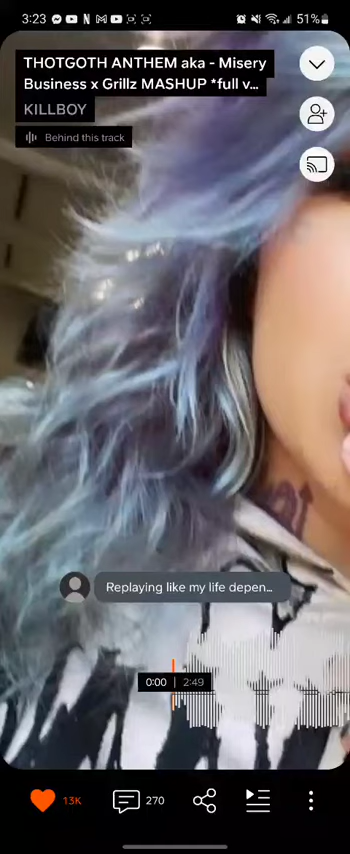 3:23
51%
THOTGOTH ANTHEM aka - Misery
Business x Grillz MASHUP *full v...
KILLBOY
Behind this track
Replaying like my life depen...
0:00 | 2:49
13K
270